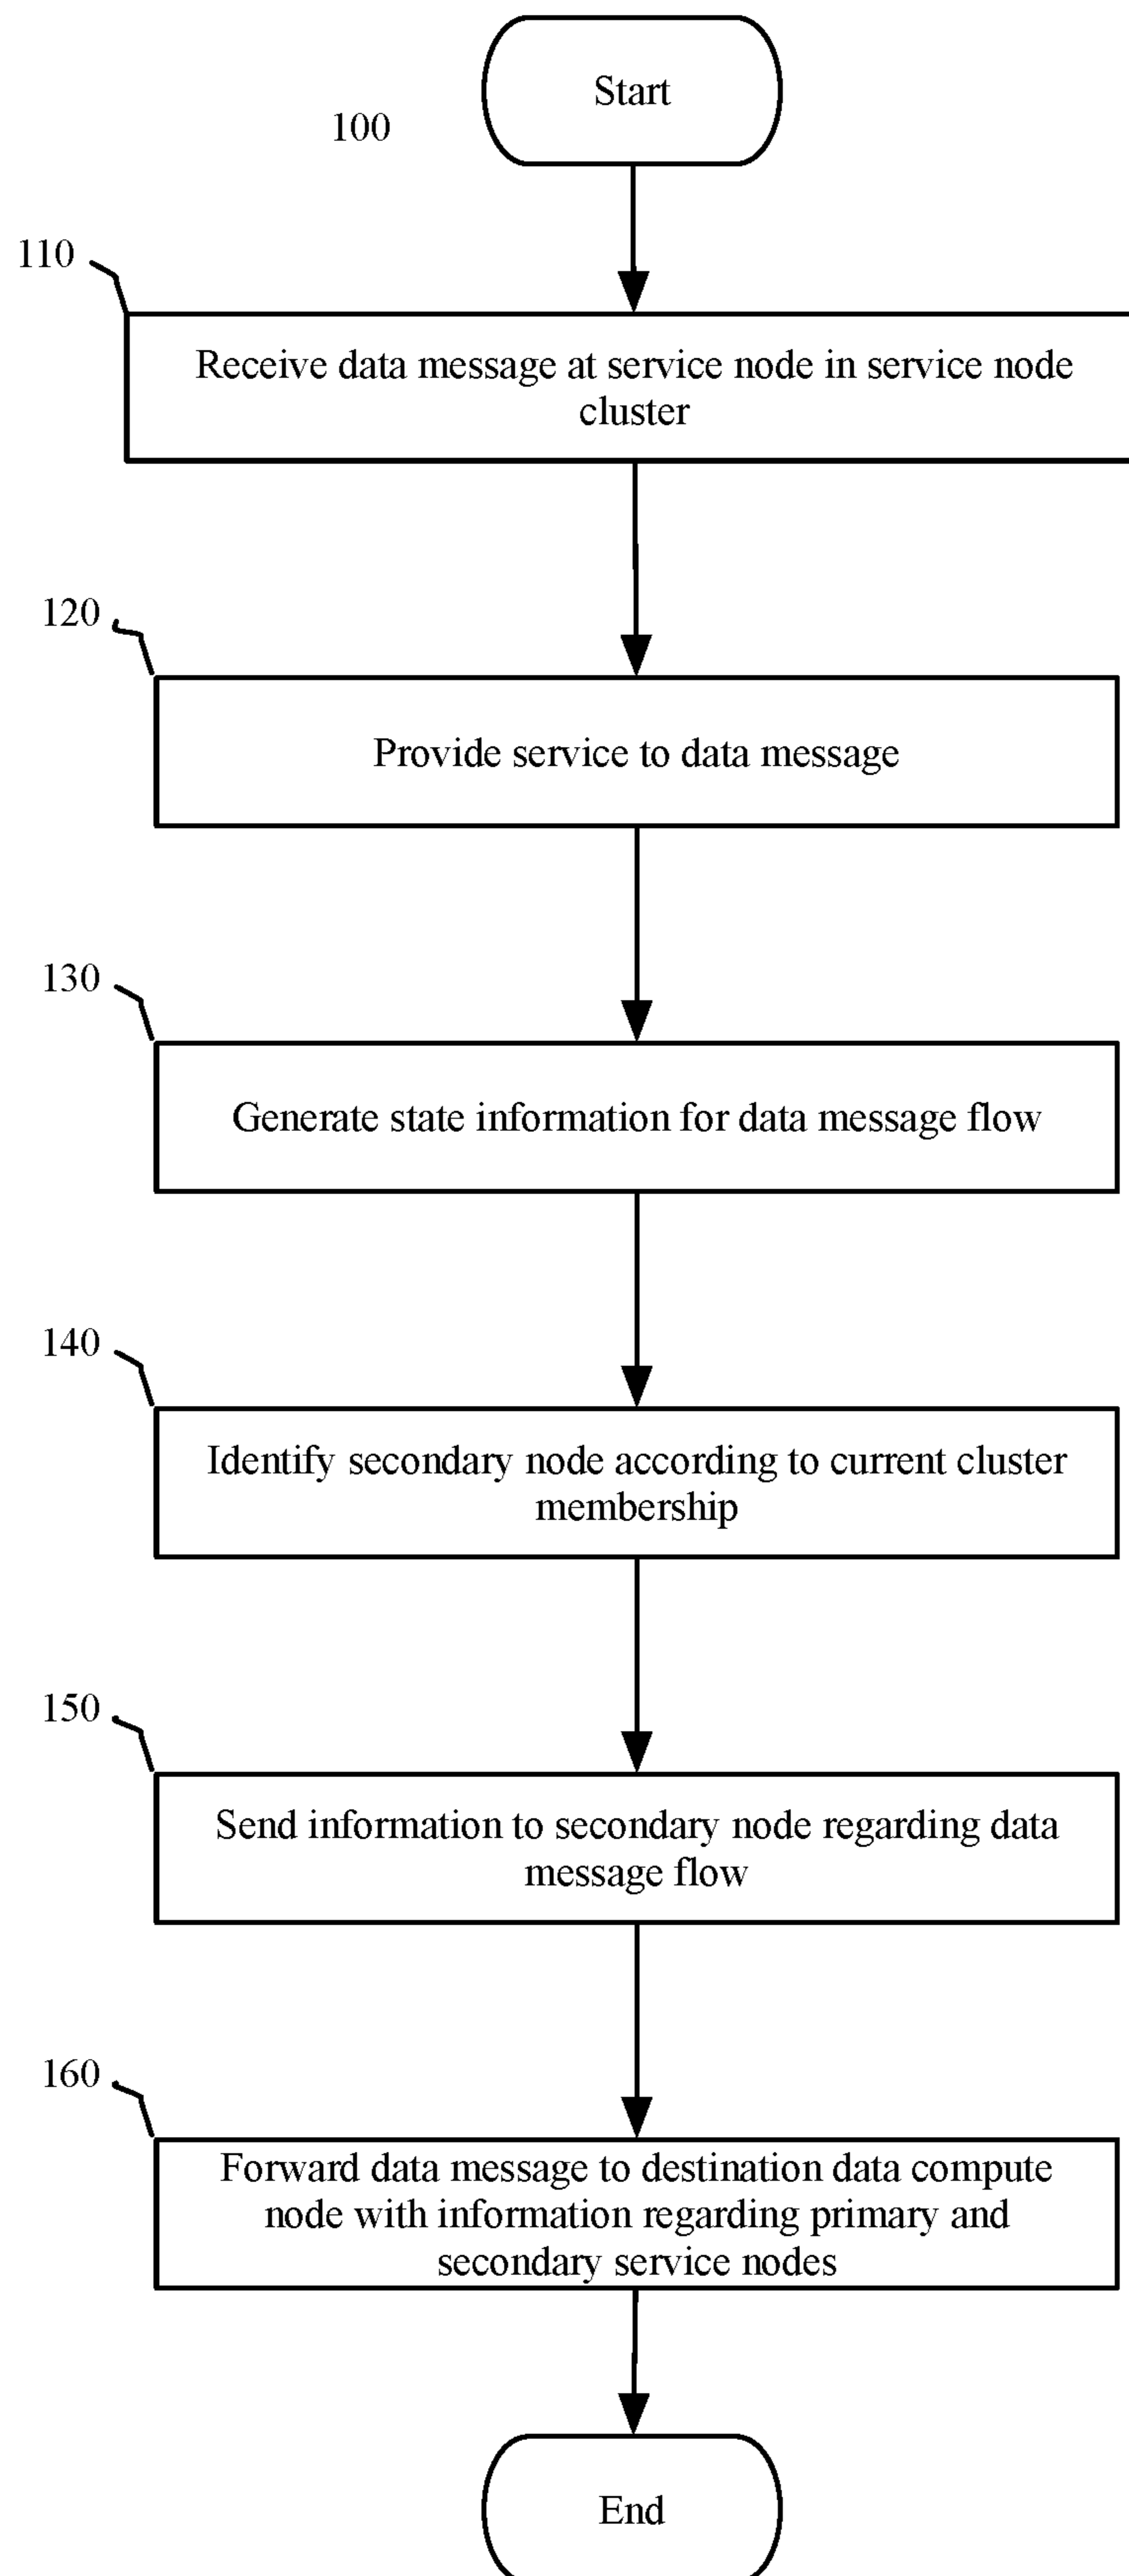 Start
100
110
Receive data message at service node in service node
cluster
120
Provide service to data message
130
Generate state information for data message flow
140
Identify secondary node according to current cluster
membership
150
Send information to secondary node regarding data
message flow
160
Forward data message to destination data compute
node with information regarding primary and
secondary service nodes
End